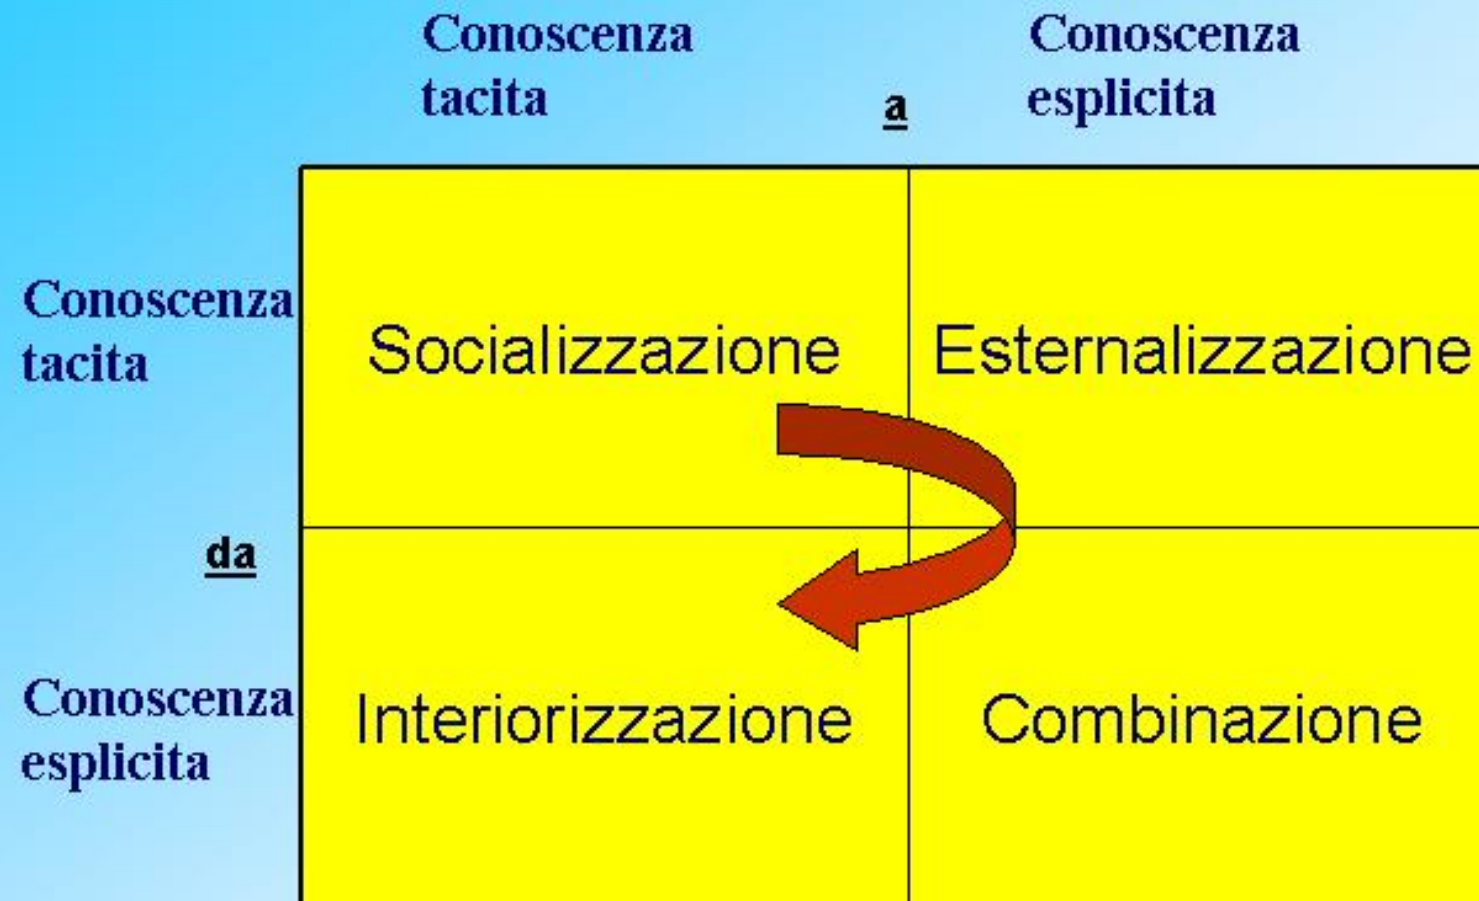 Conoscenza
tacita
a
Conoscenza
esplicita
Conoscenza
tacita
Socializzazione
Esternalizzazione
da
Conoscenza
esplicita
Interiorizzazione
Combinazione